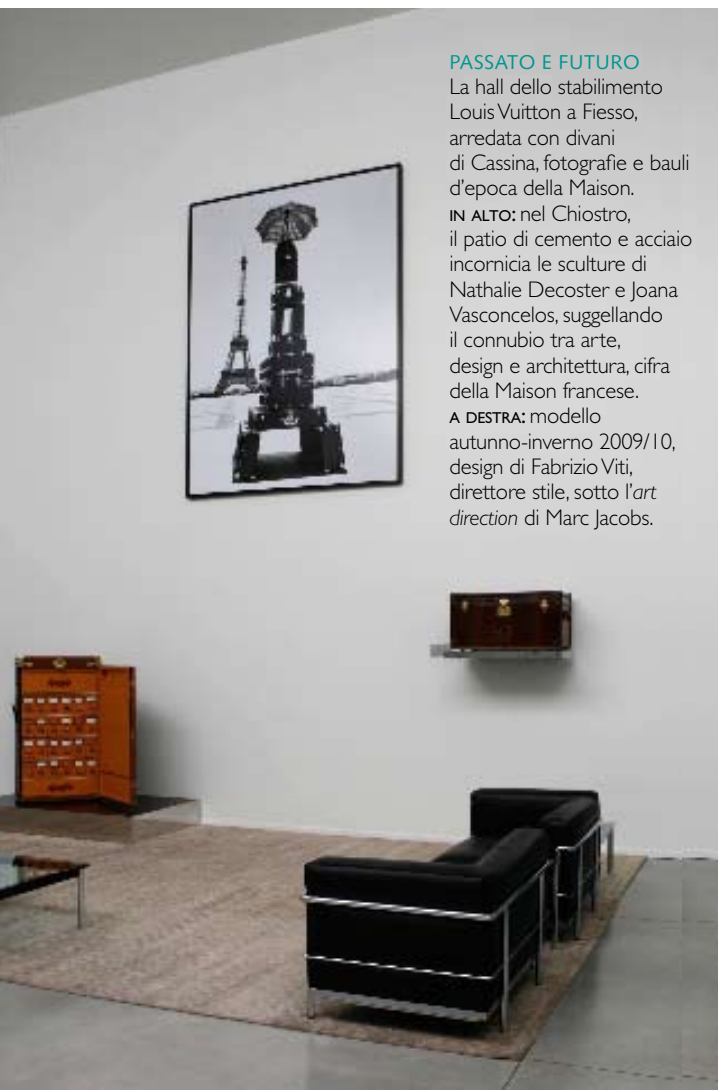 PASSATO E FUTURO
La hall dello stabilimento
Louis Vuitton a Fiesso,
arredata con divani
di Cassina, fotografie e bauli
d'epoca della Maison.
IN ALTO: nel Chiostro,
il patio di cemento e acciaio
incornicia le sculture di
Nathalie Decoster e Joana
Vasconcelos, suggellando
il connubio tra arte,
design e architettura, cifra
della Maison francese.
A DESTRA: modello
autunno-inverno 2009/10,
design di Fabrizio Viti,
direttore stile, sotto l'art
direction di Marc Jacobs.